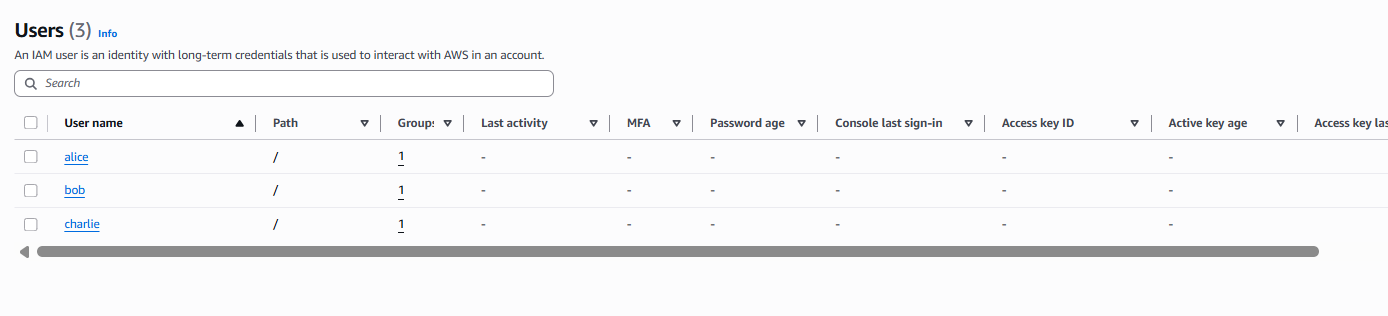 Users (3) Info
An IAM user is an identity with long-term credentials that is used to interact with AWS in an account.
Search
User name Path Groups Last activity MFA Password age Console last sign-in Access key ID Active key age Access key las
alice / 1 - - - - - -
bob / 1 - - - - - -
charlie / 1 - - - - - -